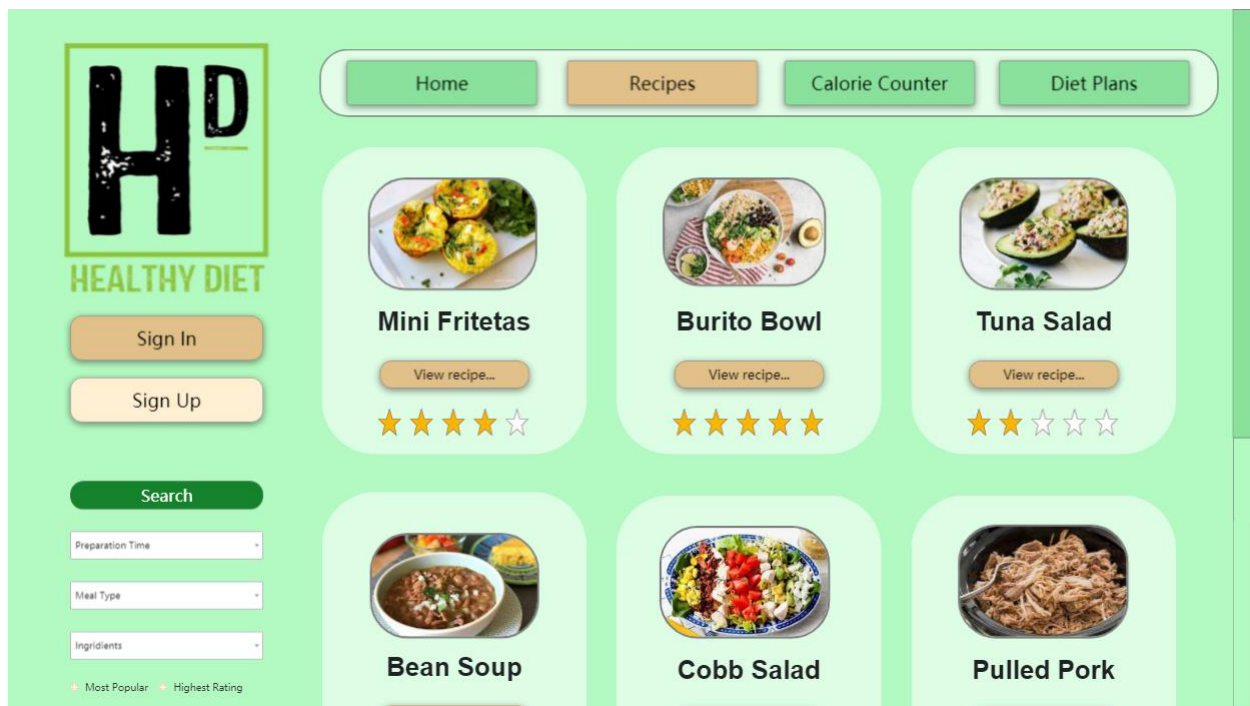 HD
HEALTHY DIET
Sign In
Sign Up
Search
Preparation Time
Meal Type
Ingridients
Most Popular Highest Rating
Home Recipes Calorie Counter Diet Plans
Mini Fritetas
View recipe...
Burito Bowl
View recipe...
Tuna Salad
View recipe...
Bean Soup
Cobb Salad
Pulled Pork